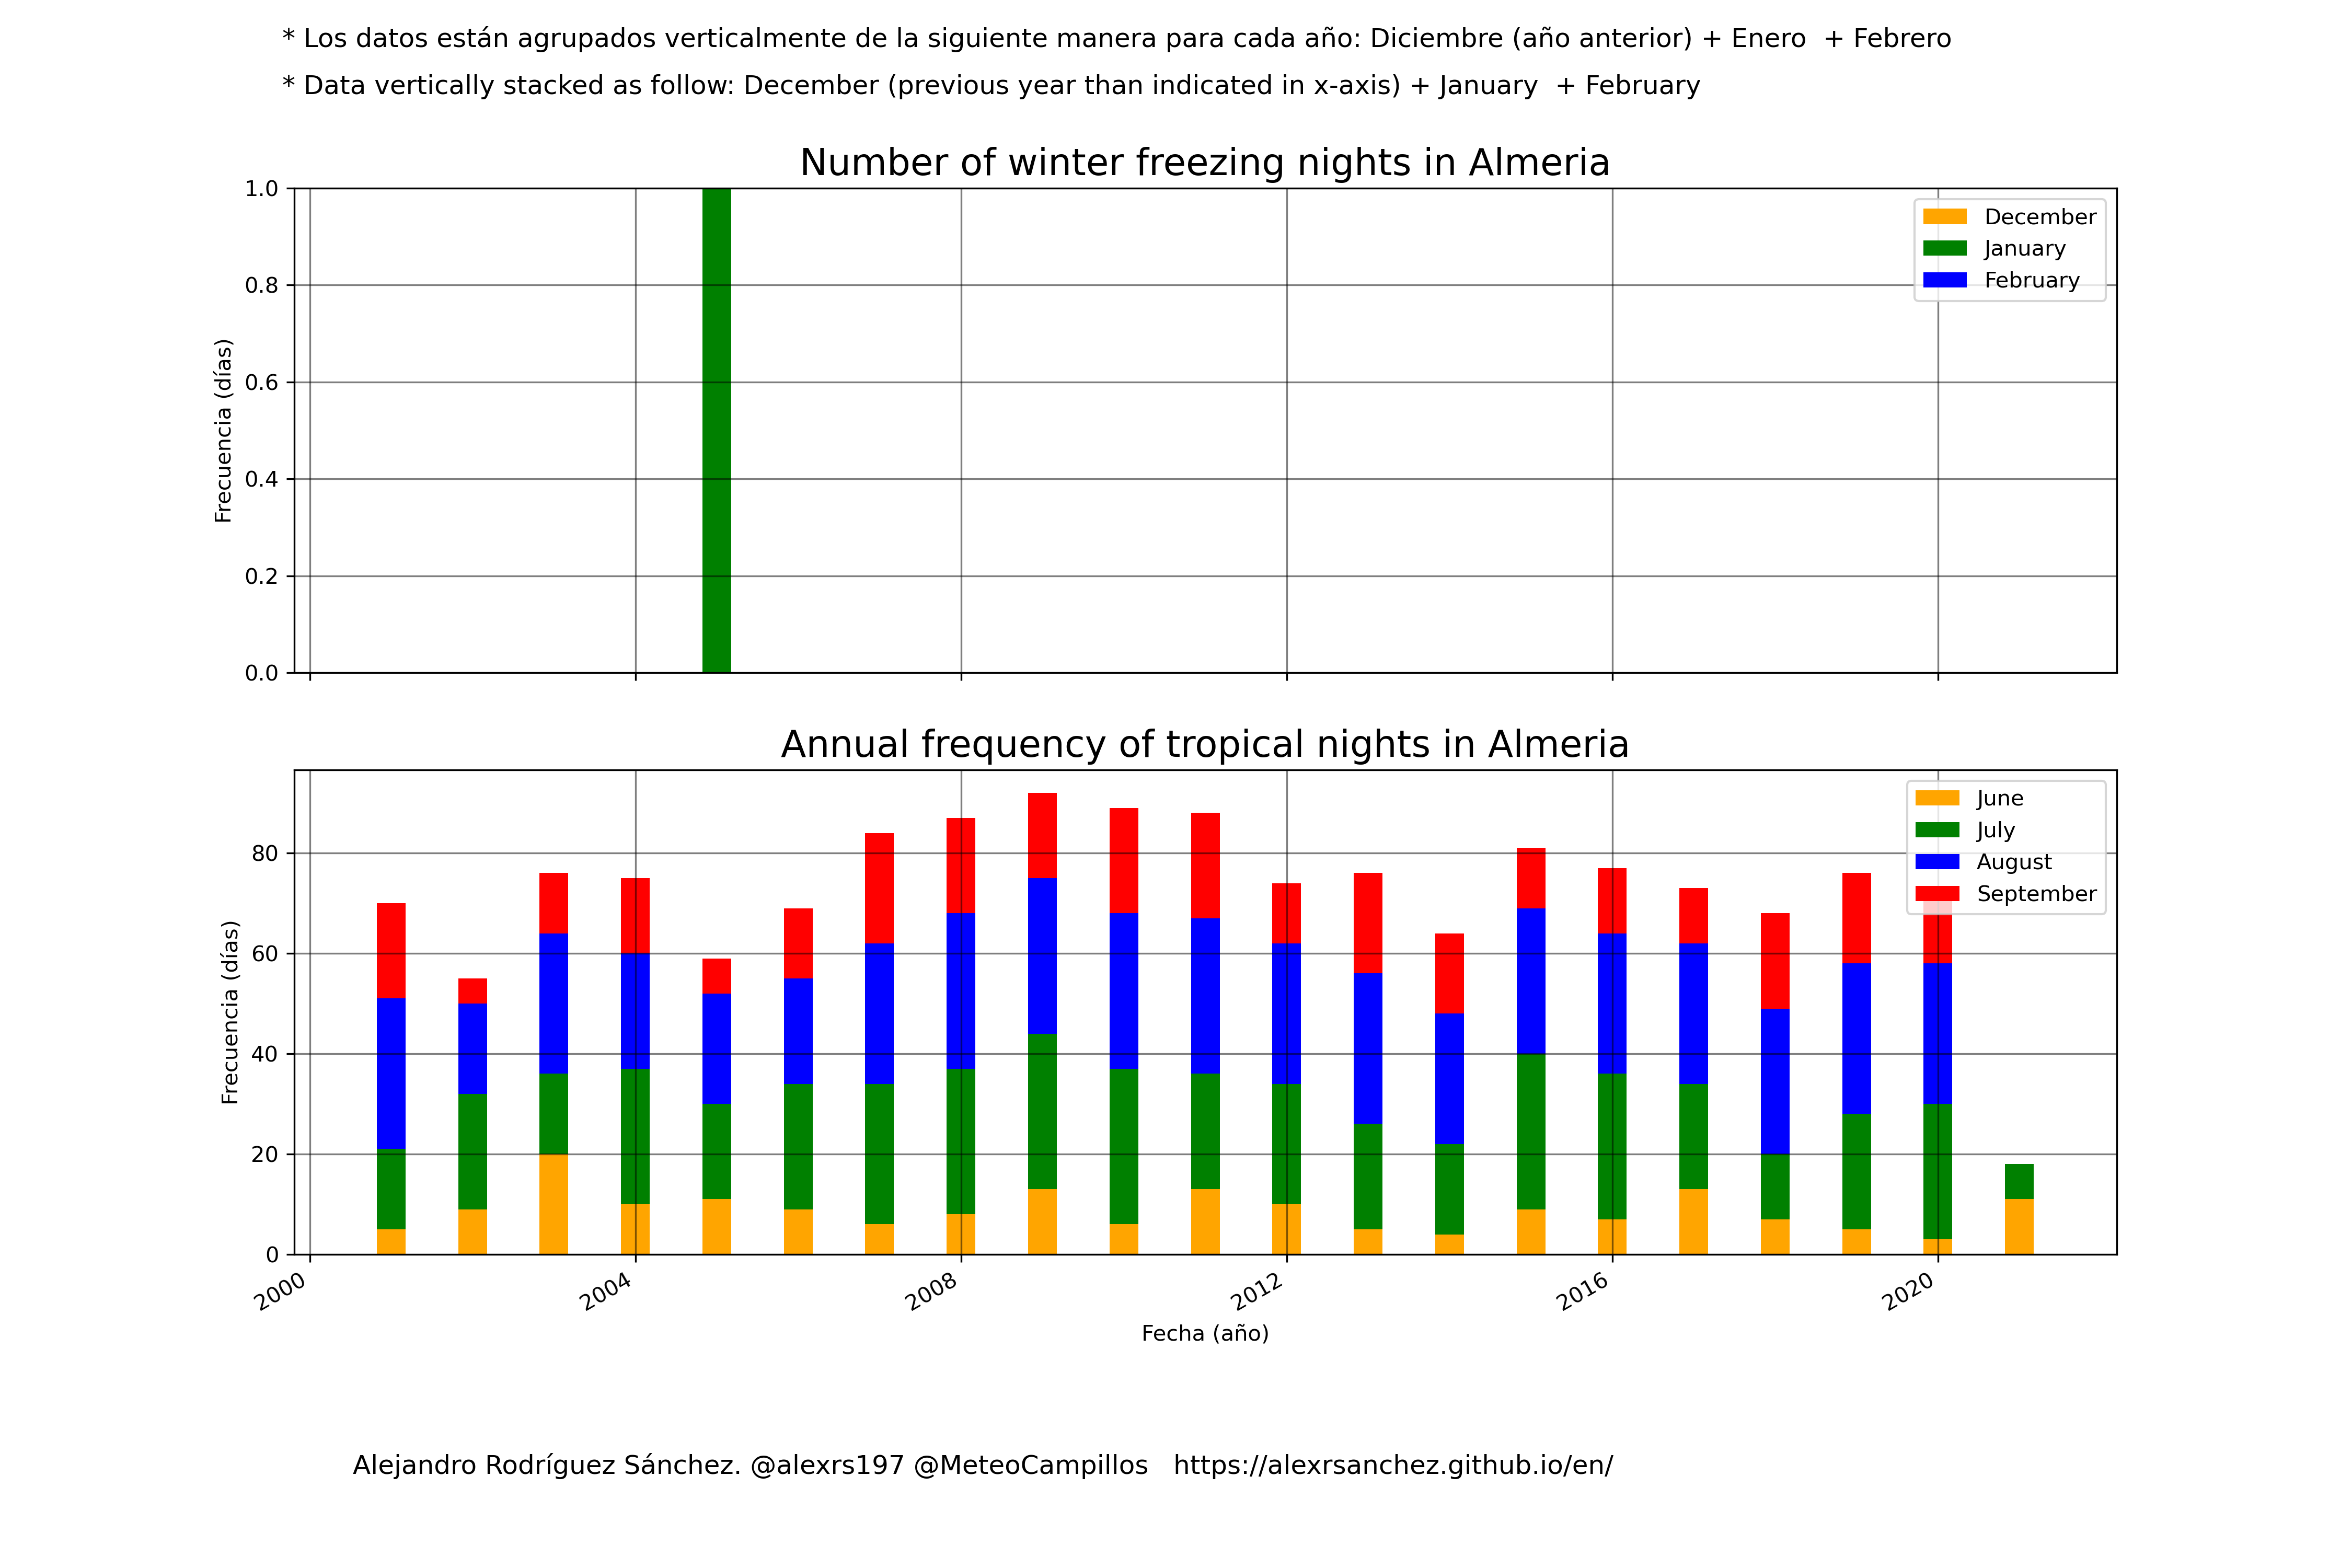 * Los datos están agrupados verticalmente de la siguiente manera para cada año: Diciembre (año anterior) + Enero  + Febrero
* Data vertically stacked as follow: December (previous year than indicated in x-axis) + January  + February
Number of winter freezing nights in Almeria
1.0
0.8
0.6
0.4
0.2
0.0
Frecuencia (días)
December
January
February
Annual frequency of tropical nights in Almeria
80
60
40
20
0
Frecuencia (días)
June
July
August
September
2000
2004
2008
2012
2016
2020
Fecha (año)
Alejandro Rodríguez Sánchez. @alexrs197 @MeteoCampillos   https://alexrsanchez.github.io/en/